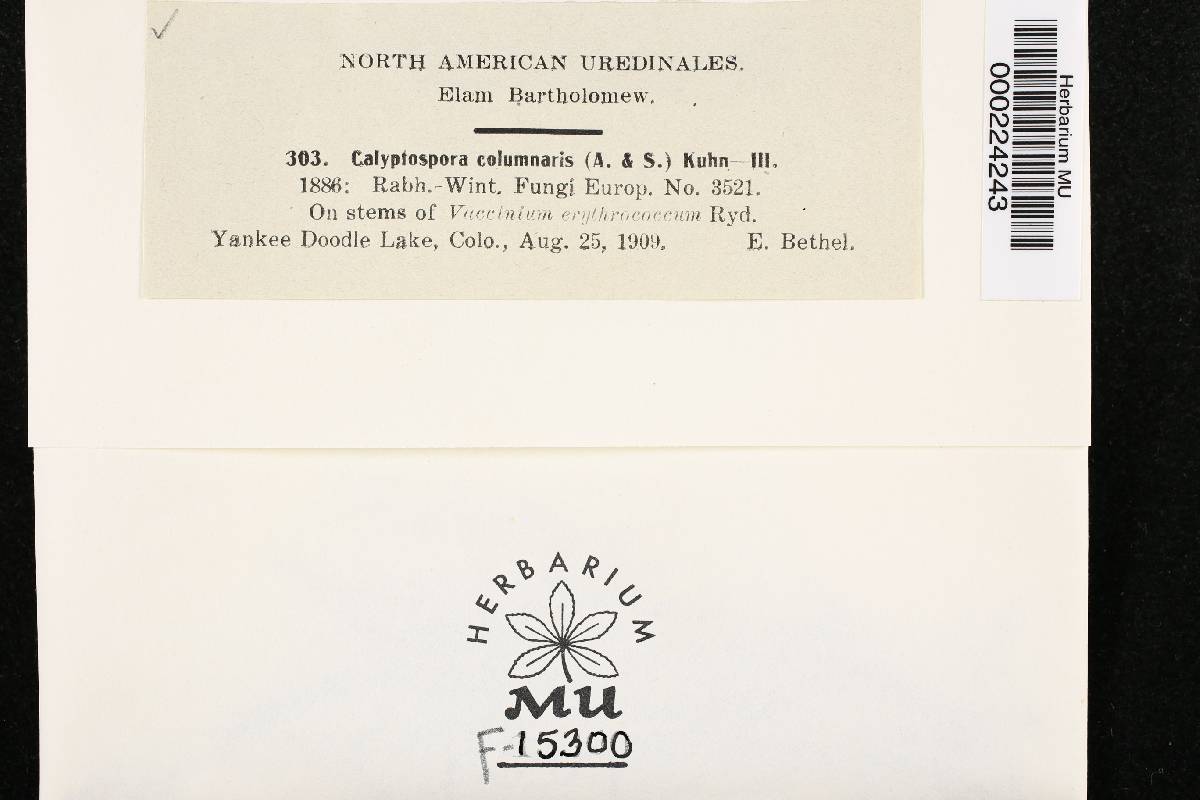 NORTH AMERICAN UREDINALES.
Elam Bartholomew.
303. Calyptospora columnaris (A. & S.) Kuhn—III.
1886: Rabh.-Wint. Fungi Europ. No. 3521.
On stems of Vaccinium erythrococcum Ryd.
Yankee Doodle Lake, Colo., Aug. 25, 1909. E. Bethel.
Herbarium MU
000224243
HERBARIUM
MU
F-15300